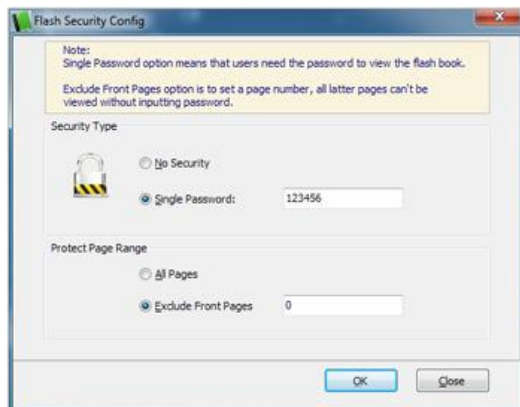 Flash Security Config
Note:
Single Password option means that users need the password to view the flash book.
Exclude Front Pages option is to set a page number, all latter pages can't be
viewed without inputting password.
Security Type
No Security
Single Password: 123456
Protect Page Range
All Pages
Exclude Front Pages 0
OK Close